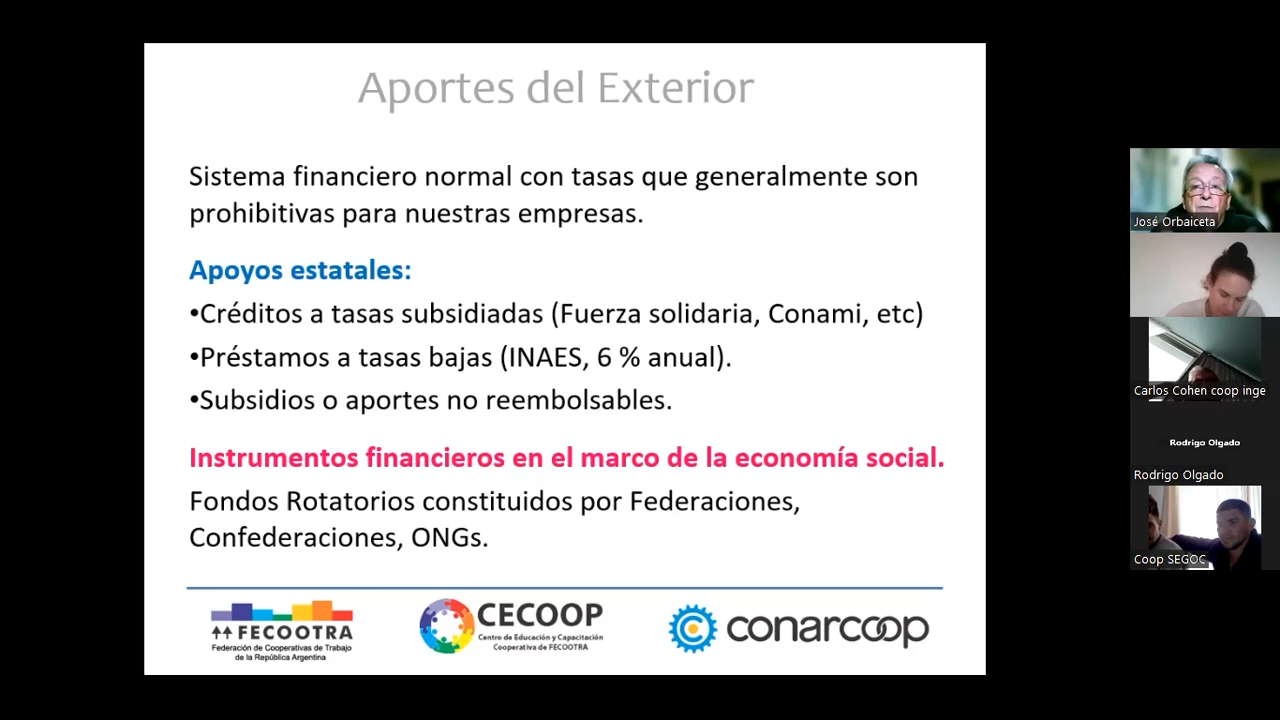 Aportes del Exterior
Sistema financiero normal con tasas que generalmente son
prohibitivas para nuestras empresas.
Apoyos estatales:
•Créditos a tasas subsidiadas (Fuerza solidaria, Conami, etc)
•Préstamos a tasas bajas (INAES, 6 % anual).
•Subsidios o aportes no reembolsables.
Instrumentos financieros en el marco de la economía social.
Fondos Rotatorios constituidos por Federaciones,
Confederaciones, ONGs.
FECOOTRA
Federación de Cooperativas de Trabajo
de la República Argentina
CECOOP
Centro de Educación y Capacitación
Cooperativa de FECOOTRA
conarcoop
José Orbaiceta
Carlos Cohen coop inge
Rodrigo Olgado
Rodrigo Olgado
Coop SEGOC